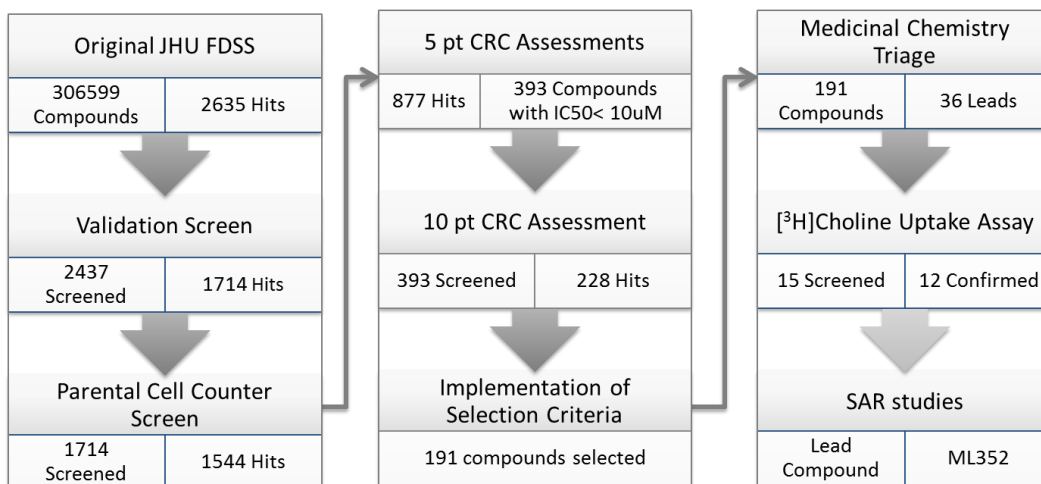 Original JHU FDSS
306599
Compounds
2635 Hits
Validation Screen
2437
Screened
1714 Hits
Parental Cell Counter
Screen
1714
Screened
1544 Hits
5 pt CRC Assessments
877 Hits
393 Compounds
with IC50< 10uM
10 pt CRC Assessment
393 Screened
228 Hits
Implementation of
Selection Criteria
191 compounds selected
Medicinal Chemistry
Triage
191
Compounds
36 Leads
[³H]Choline Uptake Assay
15 Screened
12 Confirmed
SAR studies
Lead
Compound
ML352